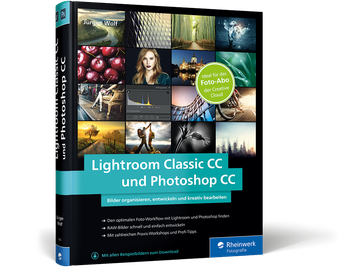 Jürgen Wolf
Ideal für das
Foto-Abo
der Creative
Cloud
Lightroom Classic CC
und Photoshop CC
Bilder organisieren, entwickeln und kreativ bearbeiten
Den optimalen Foto-Workflow mit Lightroom und Photoshop finden
RAW-Bilder schnell und einfach entwickeln
Mit zahlreichen Praxis-Workshops und Profi-Tipps
Mit allen Beispielbildern zum Download
Rheinwerk
Fotografie
Lightroom Classic CC
und Photoshop CC
Wolf